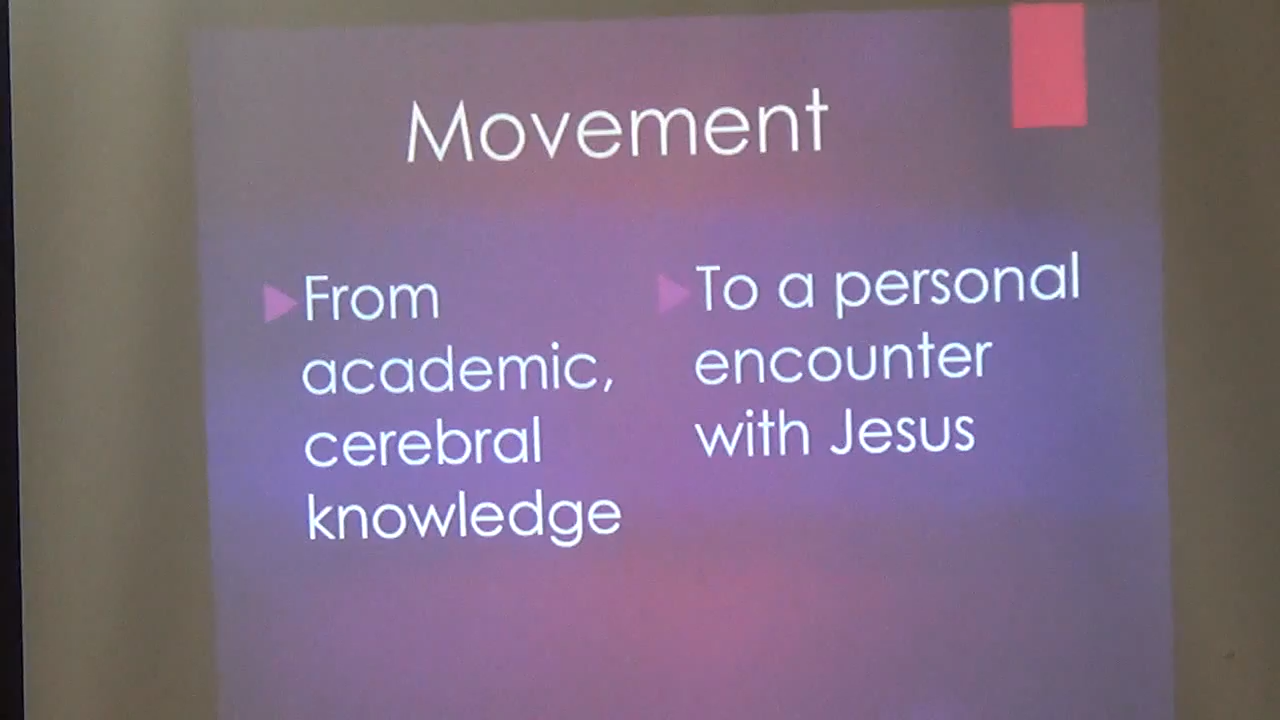 Movement
From
academic,
cerebral
knowledge
To a personal
encounter
with Jesus